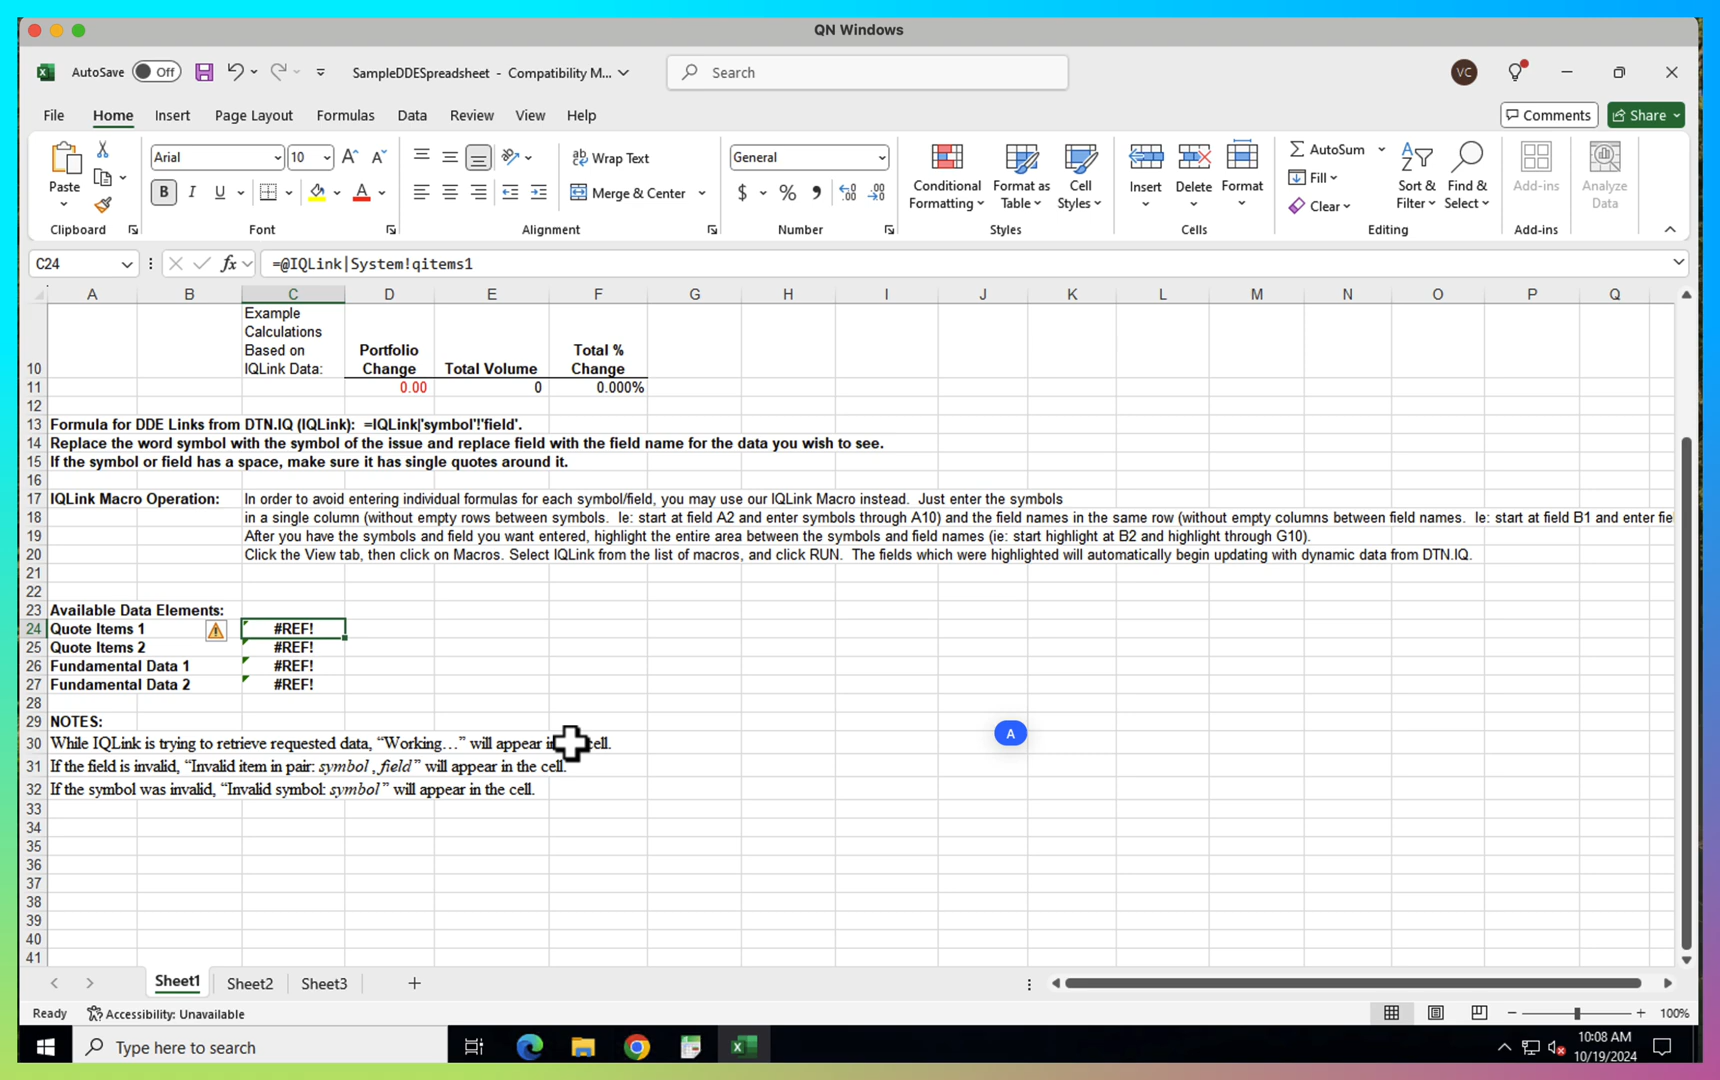 QN Windows
AutoSave Off SampleDDESpreadsheet - Compatibility M... Search VC
File Home Insert Page Layout Formulas Data Review View Help Comments Share
Paste Arial 10 Wrap Text General Conditional Formatting Format as Table Cell Styles Insert Delete Format AutoSum Fill Clear Sort & Filter Find & Select Add-ins Analyze Data
B I U A Merge & Center $ % 9
Clipboard Font Alignment Number Styles Cells Editing Add-ins
C24 fx =@IQLink|System!qitems1
A B C D E F G H I J K L M N O P Q
Example
Calculations
Based on Portfolio Total %
10 IQLink Data: Change Total Volume Change
11 0.00 0 0.000%
12
13 Formula for DDE Links from DTN.IQ (IQLink): =IQLink|'symbol'!'field'.
14 Replace the word symbol with the symbol of the issue and replace field with the field name for the data you wish to see.
15 If the symbol or field has a space, make sure it has single quotes around it.
16
17 IQLink Macro Operation: In order to avoid entering individual formulas for each symbol/field, you may use our IQLink Macro instead. Just enter the symbols
18 in a single column (without empty rows between symbols. Ie: start at field A2 and enter symbols through A10) and the field names in the same row (without empty columns between field names. Ie: start at field B1 and enter fie
19 After you have the symbols and field you want entered, highlight the entire area between the symbols and field names (ie: start highlight at B2 and highlight through G10).
20 Click the View tab, then click on Macros. Select IQLink from the list of macros, and click RUN. The fields which were highlighted will automatically begin updating with dynamic data from DTN.IQ.
21
22
23 Available Data Elements:
24 Quote Items 1 #REF!
25 Quote Items 2 #REF!
26 Fundamental Data 1 #REF!
27 Fundamental Data 2 #REF!
28
29 NOTES:
30 While IQLink is trying to retrieve requested data, “Working…” will appear in cell.
31 If the field is invalid, “Invalid item in pair: symbol , field” will appear in the cell.
32 If the symbol was invalid, “Invalid symbol: symbol” will appear in the cell.
33
34
35
36
37
38
39
40
41
A
Sheet1 Sheet2 Sheet3
Ready Accessibility: Unavailable 100%
Type here to search 10:08 AM
10/19/2024